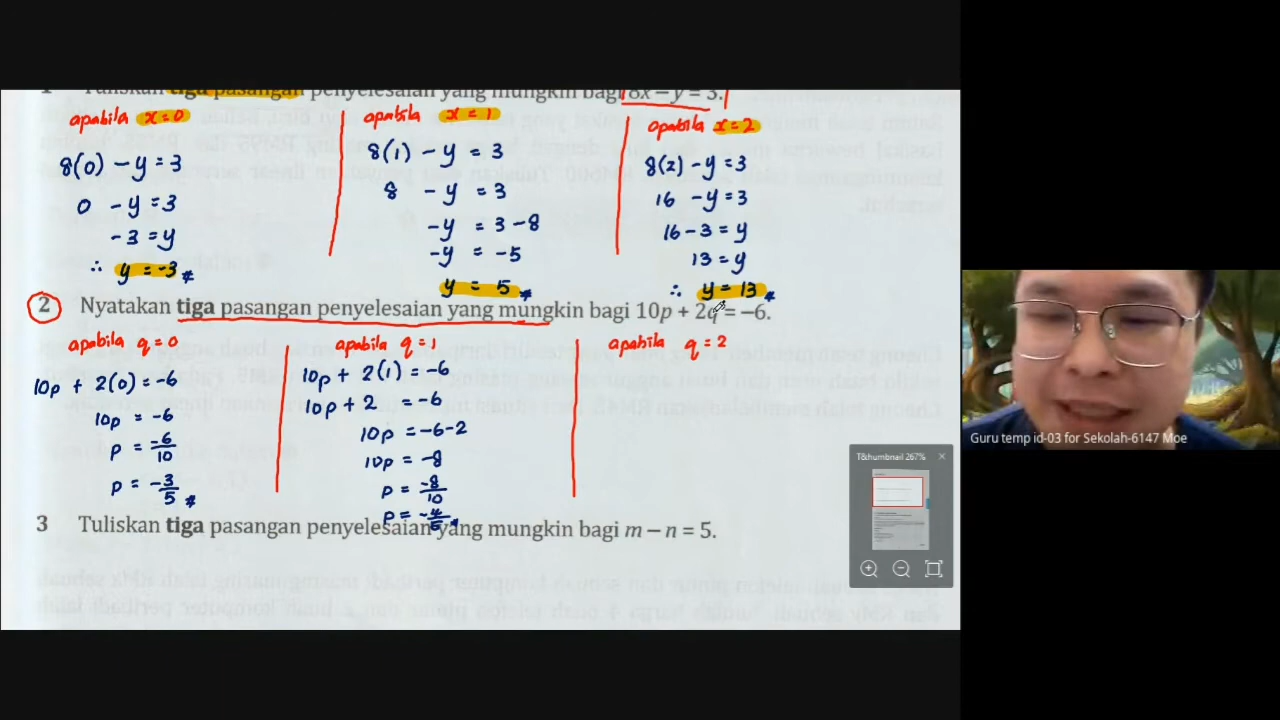 1 Tuliskan tiga pasangan penyelesaian yang mungkin bagi 8x − y = 3.
apabila x = 0
8(0) − y = 3
0 − y = 3
−3 = y
∴ y = −3
apabila x = 1
8(1) − y = 3
8 − y = 3
−y = 3 − 8
−y = −5
y = 5
apabila x = 2
8(2) − y = 3
16 − y = 3
16 − 3 = y
13 = y
∴ y = 13
2 Nyatakan tiga pasangan penyelesaian yang mungkin bagi 10p + 2q = −6.
apabila q = 0
10p + 2(0) = −6
10p = −6
p = −6/10
p = −3/5
apabila q = 1
10p + 2(1) = −6
10p + 2 = −6
10p = −6 − 2
10p = −8
p = −8/10
p = −4/5
apabila q = 2
3 Tuliskan tiga pasangan penyelesaian yang mungkin bagi m − n = 5.
T&humbnail 267%
Guru temp id-03 for Sekolah-6147 Moe